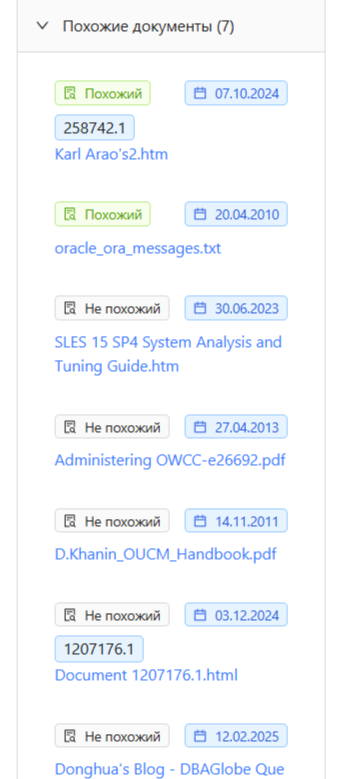 Похожие документы (7)
Похожий 07.10.2024
258742.1
Karl Arao's2.htm
Похожий 20.04.2010
oracle_ora_messages.txt
Не похожий 30.06.2023
SLES 15 SP4 System Analysis and
Tuning Guide.htm
Не похожий 27.04.2013
Administering OWCC-e26692.pdf
Не похожий 14.11.2011
D.Khanin_OUCM_Handbook.pdf
Не похожий 03.12.2024
1207176.1
Document 1207176.1.html
Не похожий 12.02.2025
Donghua's Blog - DBAGlobe Que